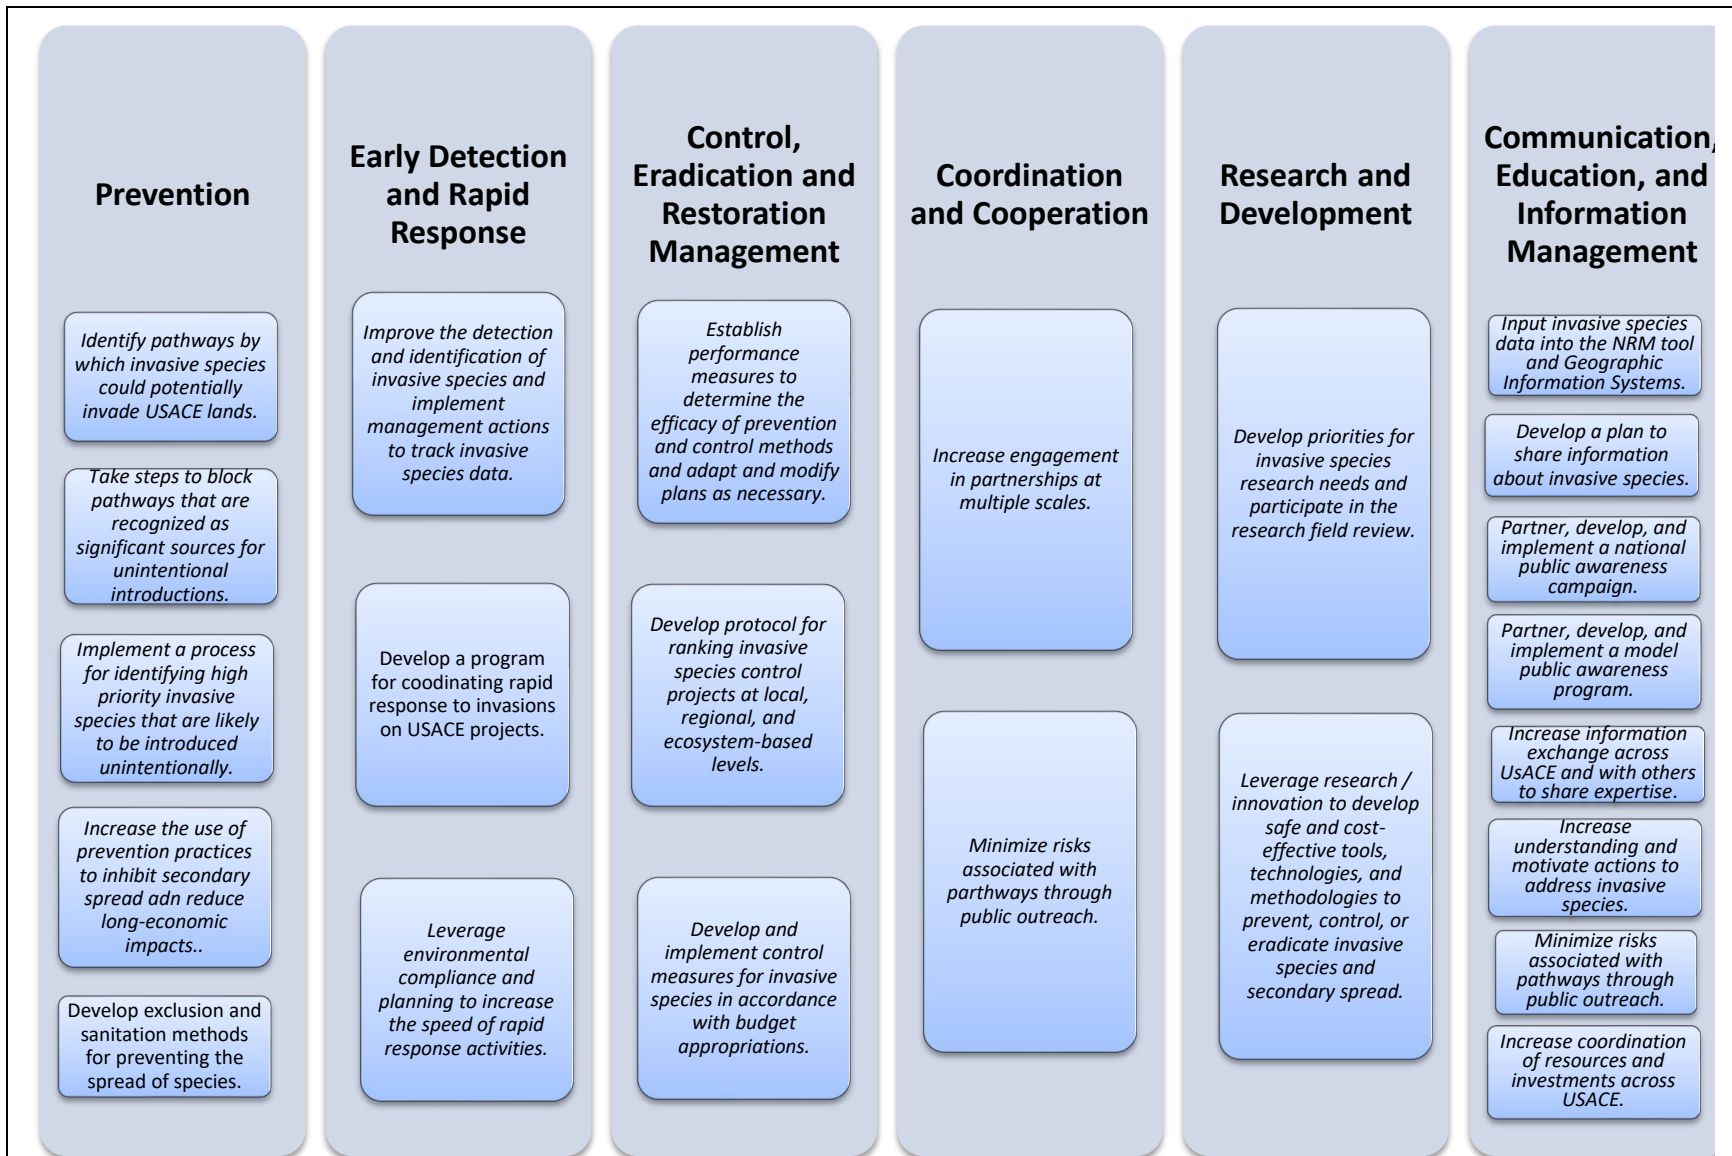 Prevention
Identify pathways by
which invasive species
could potentially
invade USACE lands.
Take steps to block
pathways that are
recognized as
significant sources for
unintentional
introductions.
Implement a process
for identifying high
priority invasive
species that are likely
to be introduced
unintentionally.
Increase the use of
prevention practices
to inhibit secondary
spread adn reduce
long-economic
impacts..
Develop exclusion and
sanitation methods
for preventing the
spread of species.
Early Detection
and Rapid
Response
Improve the detection
and identification of
invasive species and
implement
management actions
to track invasive
species data.
Develop a program
for coodinating rapid
response to invasions
on USACE projects.
Leverage
environmental
compliance and
planning to increase
the speed of rapid
response activities.
Control,
Eradication and
Restoration
Management
Establish
performance
measures to
determine the
efficacy of prevention
and control methods
and adapt and modify
plans as necessary.
Develop protocol for
ranking invasive
species control
projects at local,
regional, and
ecosystem-based
levels.
Develop and
implement control
measures for invasive
species in accordance
with budget
appropriations.
Coordination
and Cooperation
Increase engagement
in partnerships at
multiple scales.
Minimize risks
associated with
parthways through
public outreach.
Research and
Development
Develop priorities for
invasive species
research needs and
participate in the
research field review.
Leverage research /
innovation to develop
safe and cost-
effective tools,
technologies, and
methodologies to
prevent, control, or
eradicate invasive
species and
secondary spread.
Communication,
Education, and
Information
Management
Input invasive species
data into the NRM tool
and Geographic
Information Systems.
Develop a plan to
share information
about invasive species.
Partner, develop, and
implement a national
public awareness
campaign.
Partner, develop, and
implement a model
public awareness
program.
Increase information
exchange across
UsACE and with others
to share expertise.
Increase
understanding and
motivate actions to
address invasive
species.
Minimize risks
associated with
pathways through
public outreach.
Increase coordination
of resources and
investments across
USACE.